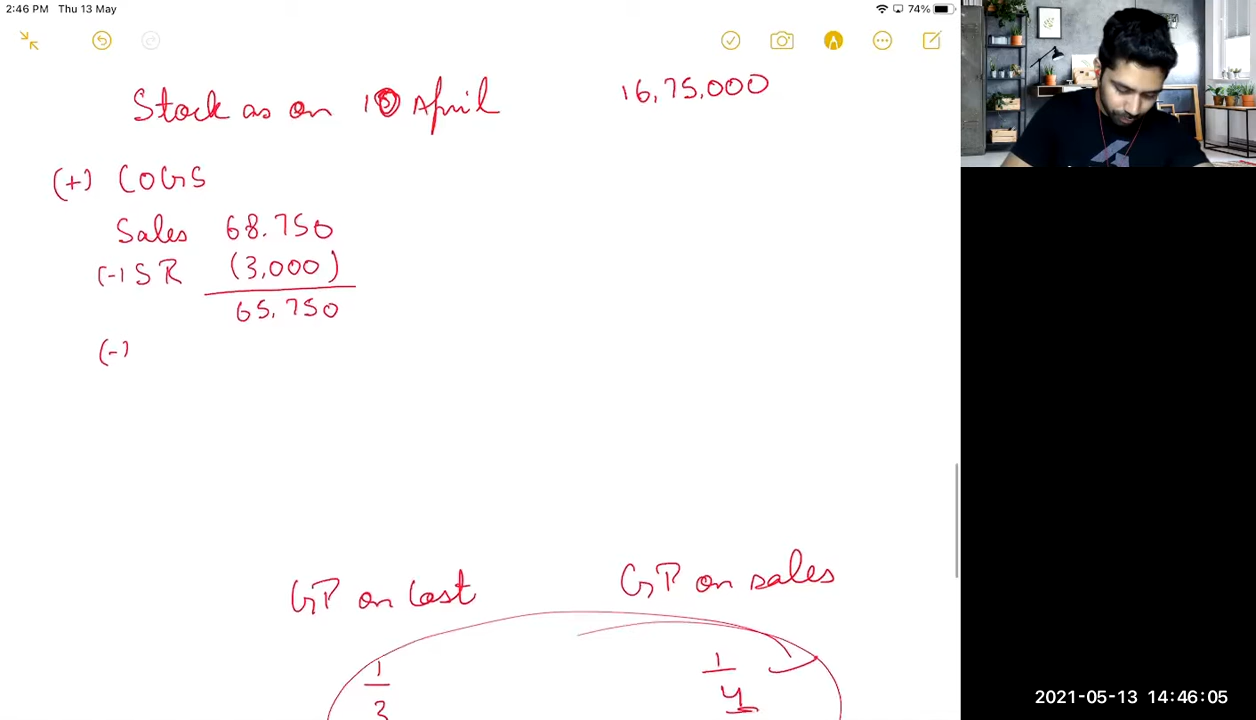 2:46 PM Thu 13 May 74%
Stock as on 10 April 16,75,000
(+) COGS
Sales 68,750
(-) SR (3,000)
65,750
(-)
GP on Cost GP on sales
1/3 1/4
2021-05-13 14:46:05